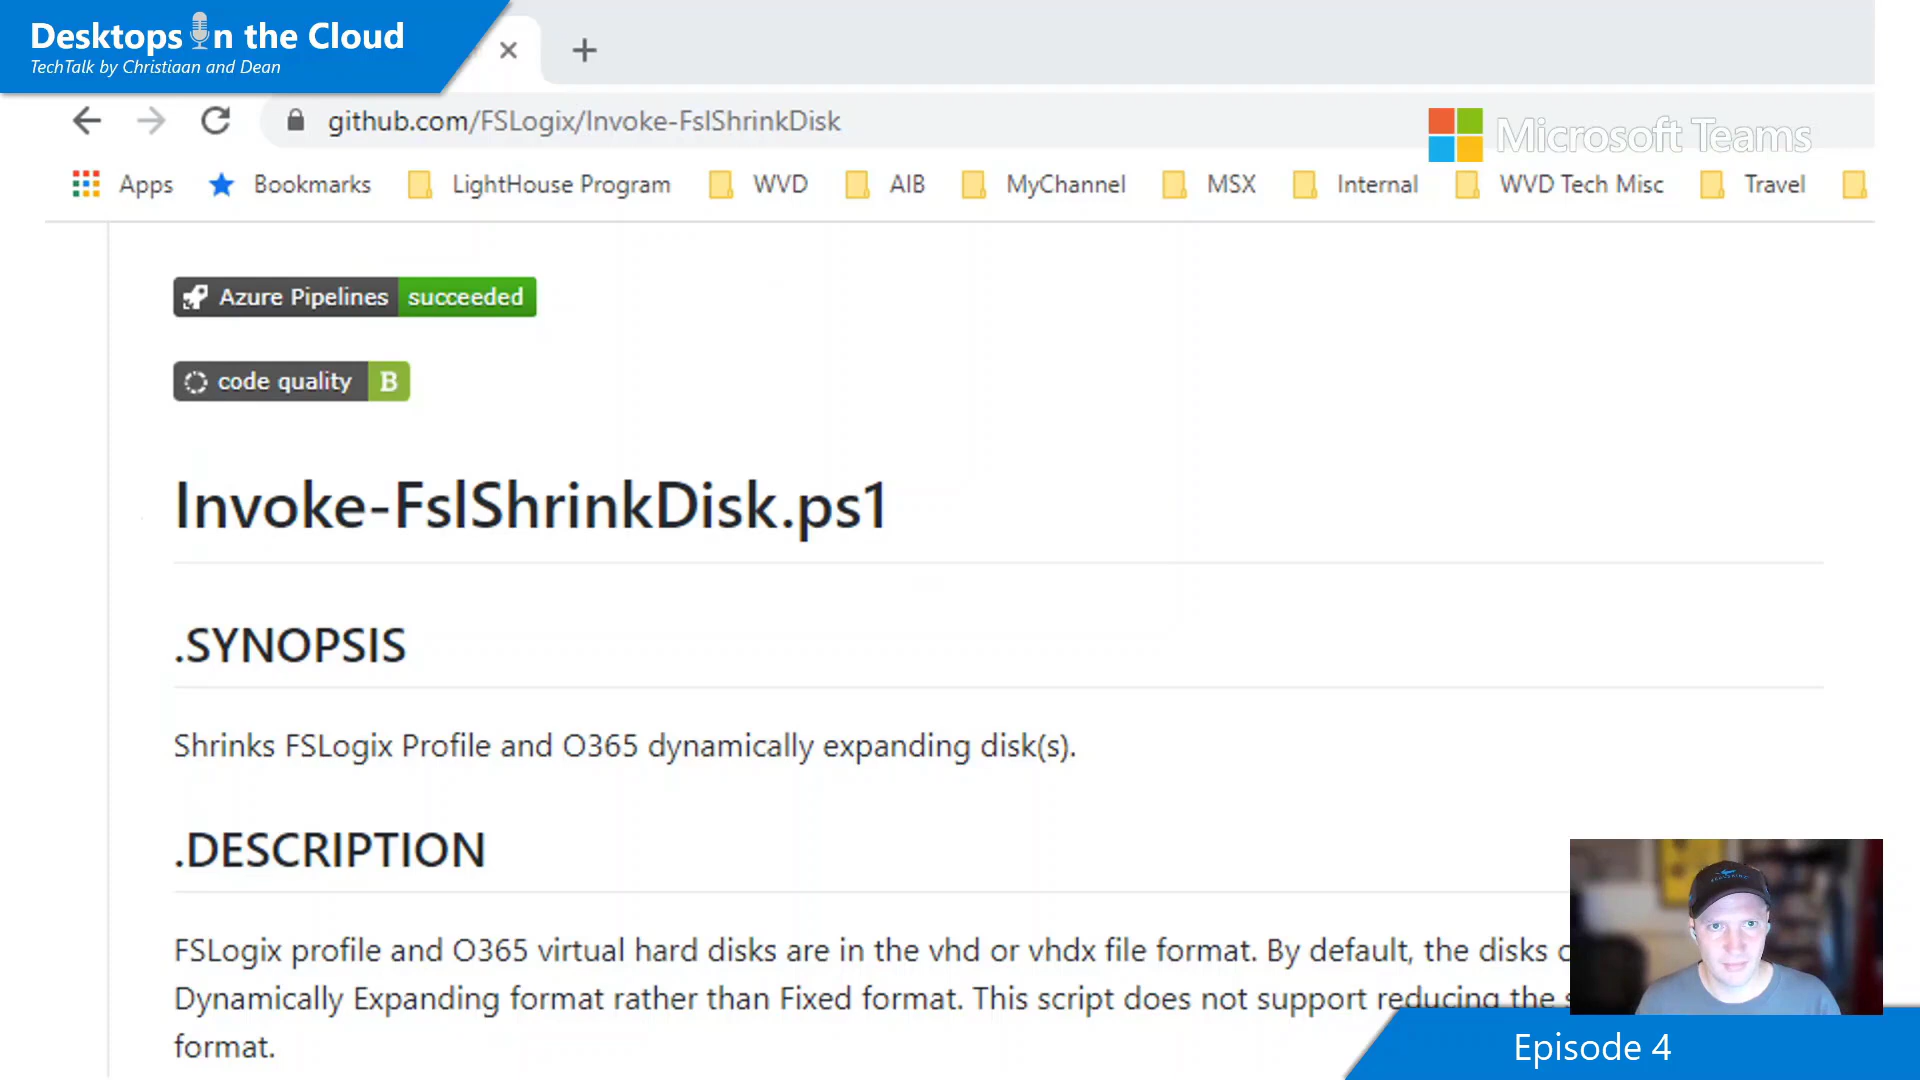 Desktops In the Cloud
TechTalk by Christiaan and Dean
github.com/FSLogix/Invoke-FslShrinkDisk
Microsoft Teams
Apps Bookmarks LightHouse Program WVD AIB MyChannel MSX Internal WVD Tech Misc Travel
Azure Pipelines succeeded
code quality B
Invoke-FslShrinkDisk.ps1
.SYNOPSIS
Shrinks FSLogix Profile and O365 dynamically expanding disk(s).
.DESCRIPTION
FSLogix profile and O365 virtual hard disks are in the vhd or vhdx file format. By default, the disks
Dynamically Expanding format rather than Fixed format. This script does not support reducing the
format.
Episode 4